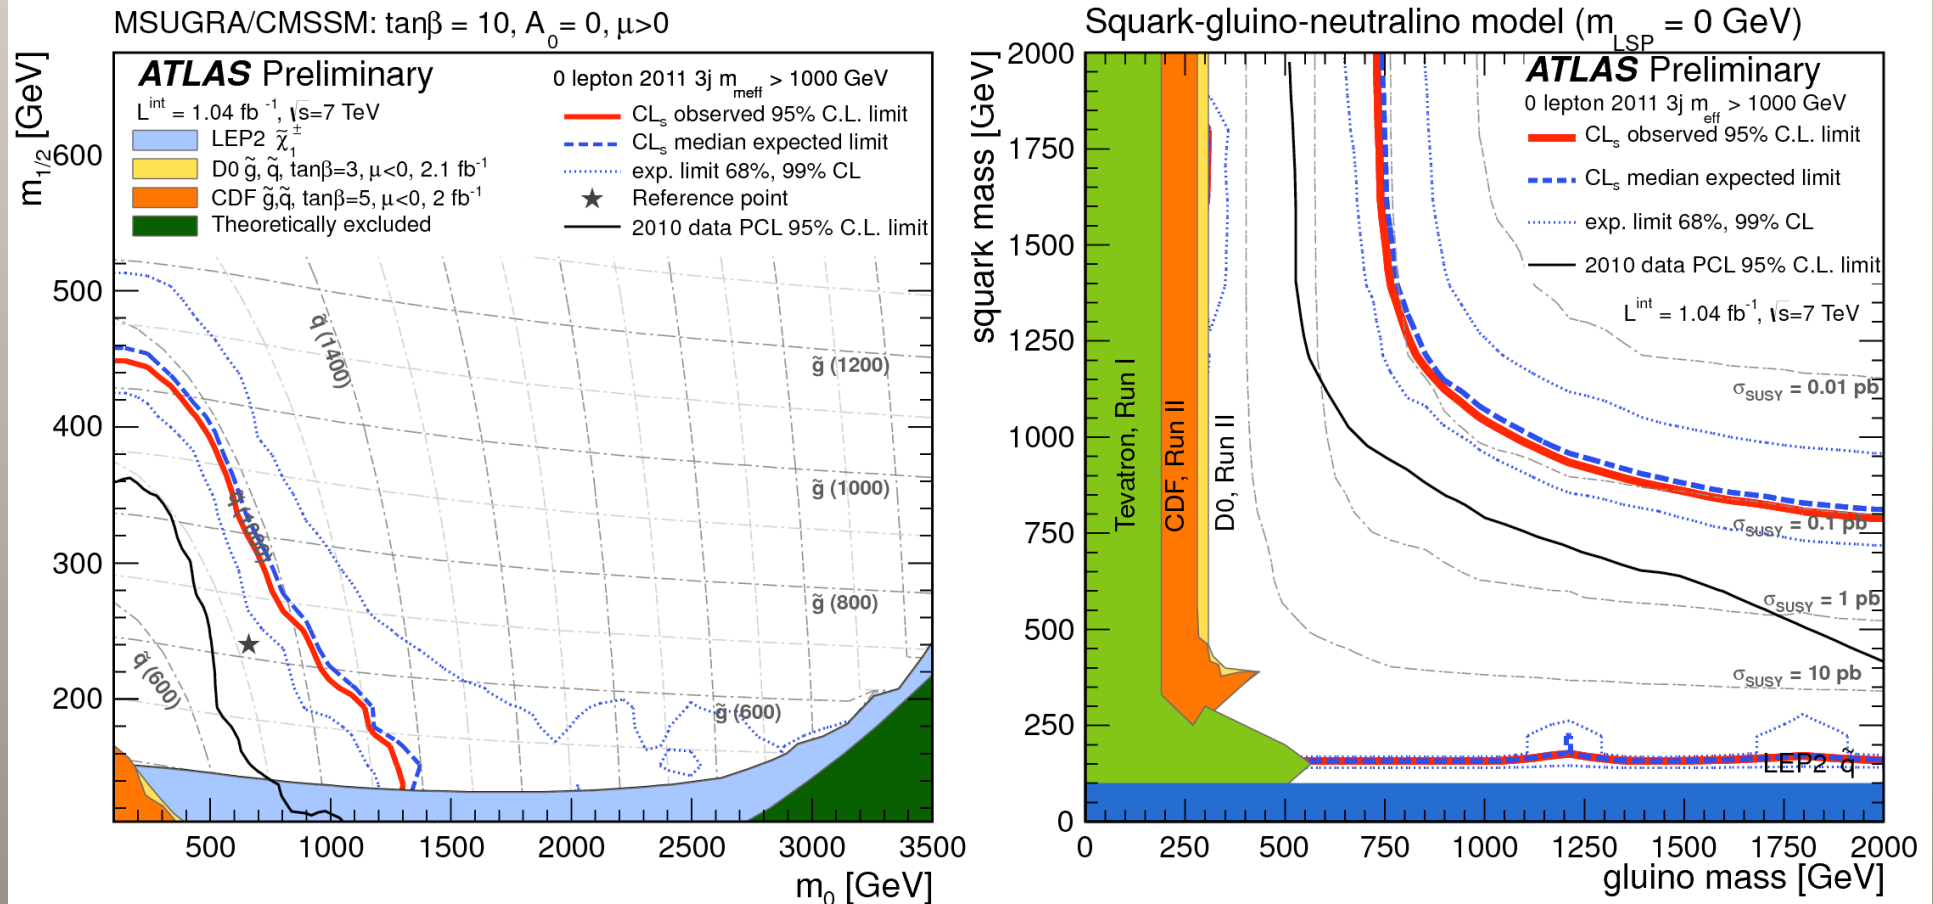 MSUGRA/CMSSM: tanβ = 10, A₀= 0, μ>0
m₁/₂ [GeV]
ATLAS Preliminary
Lⁱⁿᵗ = 1.04 fb⁻¹, √s=7 TeV
LEP2 χ̃₁±
D0 g̃, q̃, tanβ=3, μ<0, 2.1 fb⁻¹
CDF g̃,q̃, tanβ=5, μ<0, 2 fb⁻¹
Theoretically excluded
0 lepton 2011 3j m_meff > 1000 GeV
CLₛ observed 95% C.L. limit
CLₛ median expected limit
exp. limit 68%, 99% CL
Reference point
2010 data PCL 95% C.L. limit
600
500
400
300
200
q̃ (1400)
q̃ (1000)
q̃ (600)
g̃ (1200)
g̃ (1000)
g̃ (800)
g̃ (600)
500 1000 1500 2000 2500 3000 3500
m₀ [GeV]
Squark-gluino-neutralino model (m_LSP = 0 GeV)
squark mass [GeV]
ATLAS Preliminary
0 lepton 2011 3j m_eff > 1000 GeV
CLₛ observed 95% C.L. limit
CLₛ median expected limit
exp. limit 68%, 99% CL
2010 data PCL 95% C.L. limit
Lⁱⁿᵗ = 1.04 fb⁻¹, √s=7 TeV
2000
1750
1500
1250
1000
750
500
250
0
Tevatron, Run I
CDF, Run II
D0, Run II
σ_SUSY = 0.01 pb
σ_SUSY = 0.1 pb
σ_SUSY = 1 pb
σ_SUSY = 10 pb
LEP2 q̃
0 250 500 750 1000 1250 1500 1750 2000
gluino mass [GeV]